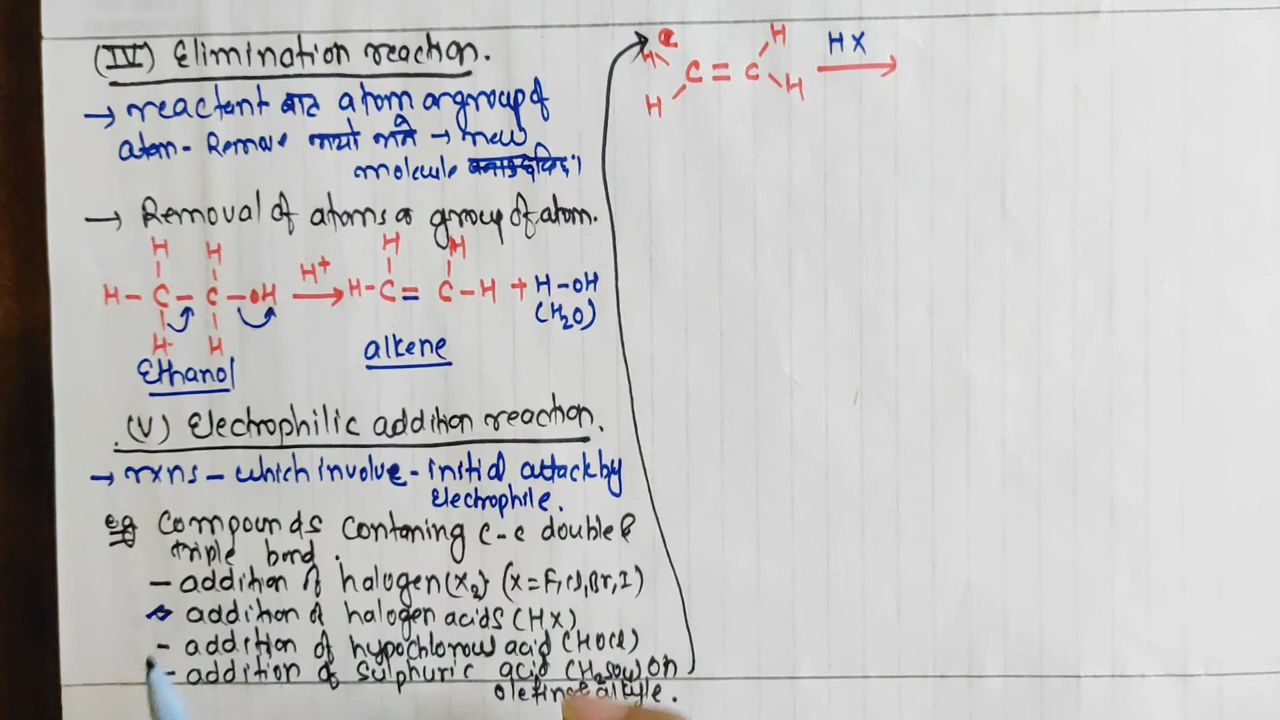 (IV) Elimination reaction.
→ reactant बाट atom or group of
atom - Remove गर्यो भने → new
molecule
→ Removal of atoms or group of atom.
H H H H
H - C - C - OH H+ → H - C = C - H + H - OH
H H (H2O)
Ethanol alkene
(V) Electrophilic addition reaction.
→ rxns - which involve - initial attack by
Electrophile.
eg Compounds Contaning C - C double &
triple bond.
- addition of halogen (X2) (X = F, Cl, Br, I)
addition of halogen acids (HX)
- addition of hypochlorous acid (HOCl)
- addition of Sulphuric acid (H2SO4) on
H H HX
C = C →
H H